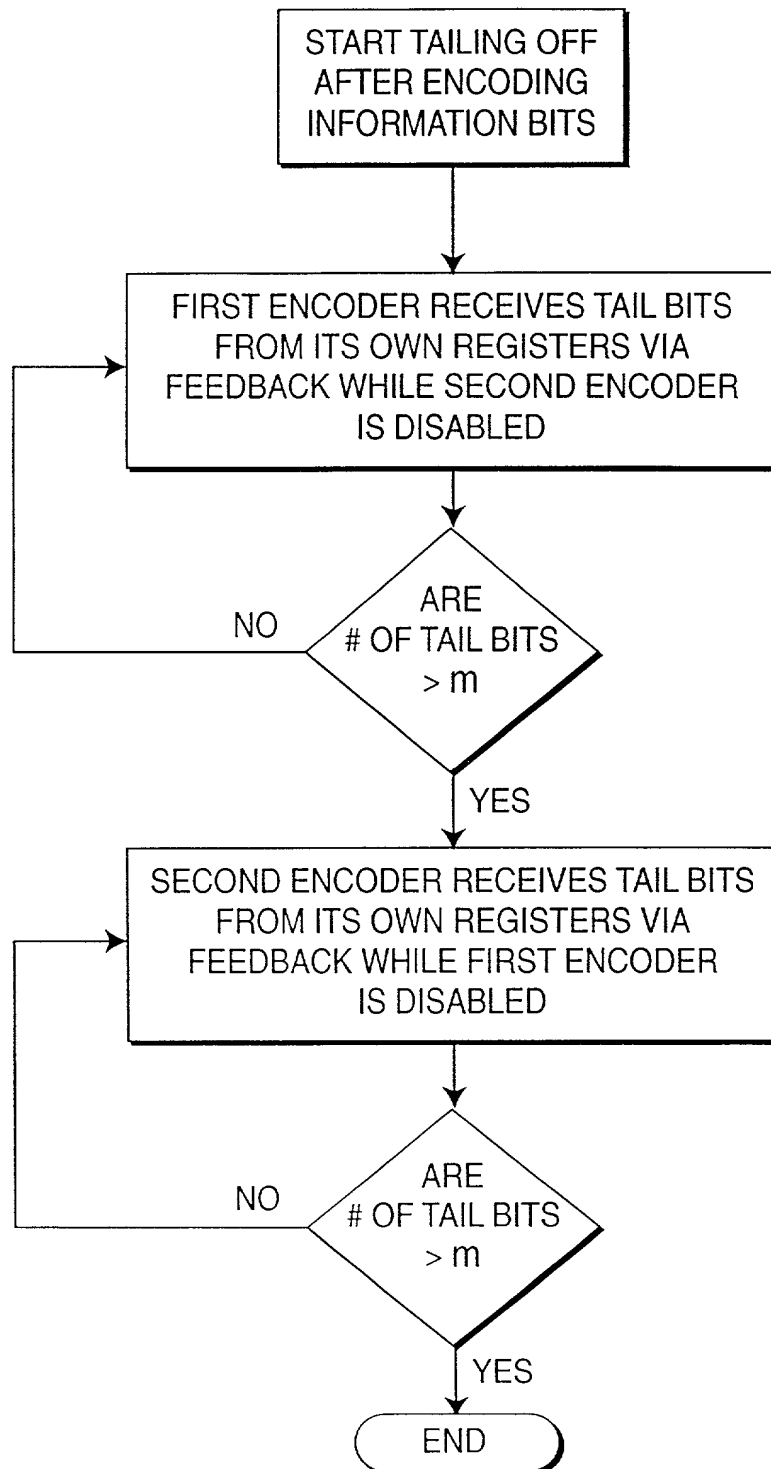 START TAILING OFF
AFTER ENCODING
INFORMATION BITS
FIRST ENCODER RECEIVES TAIL BITS
FROM ITS OWN REGISTERS VIA
FEEDBACK WHILE SECOND ENCODER
IS DISABLED
ARE
# OF TAIL BITS
> m
NO
YES
SECOND ENCODER RECEIVES TAIL BITS
FROM ITS OWN REGISTERS VIA
FEEDBACK WHILE FIRST ENCODER
IS DISABLED
ARE
# OF TAIL BITS
> m
NO
YES
END